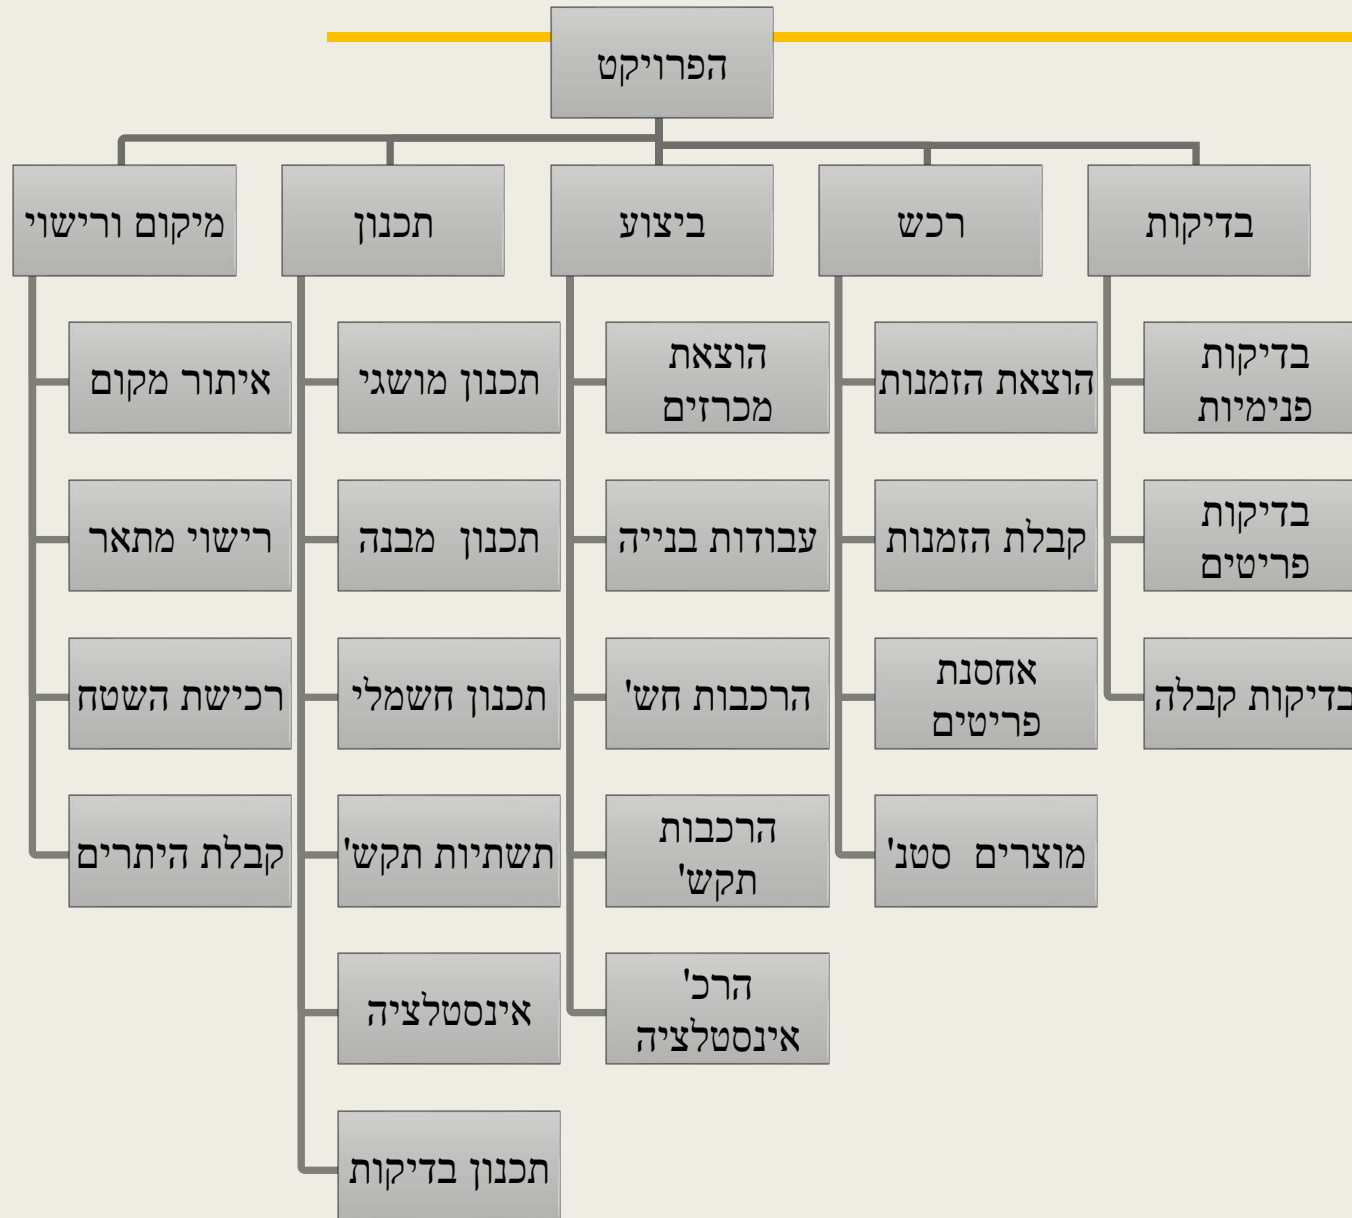 הפרויקט
מיקום ורישוי
תכנון
ביצוע
רכש
בדיקות
איתור מקום
רישוי מתאר
רכישת השטח
קבלת היתרים
תכנון מושגי
תכנון מבנה
תכנון חשמלי
תשתיות תקש'
אינסטלציה
תכנון בדיקות
הוצאת
מכרזים
עבודות בנייה
הרכבות חש'
הרכבות
תקש'
הרכ'
אינסטלציה
הוצאת הזמנות
קבלת הזמנות
אחסנת
פריטים
מוצרים סטנ'
בדיקות
פנימיות
בדיקות
פריטים
בדיקות קבלה